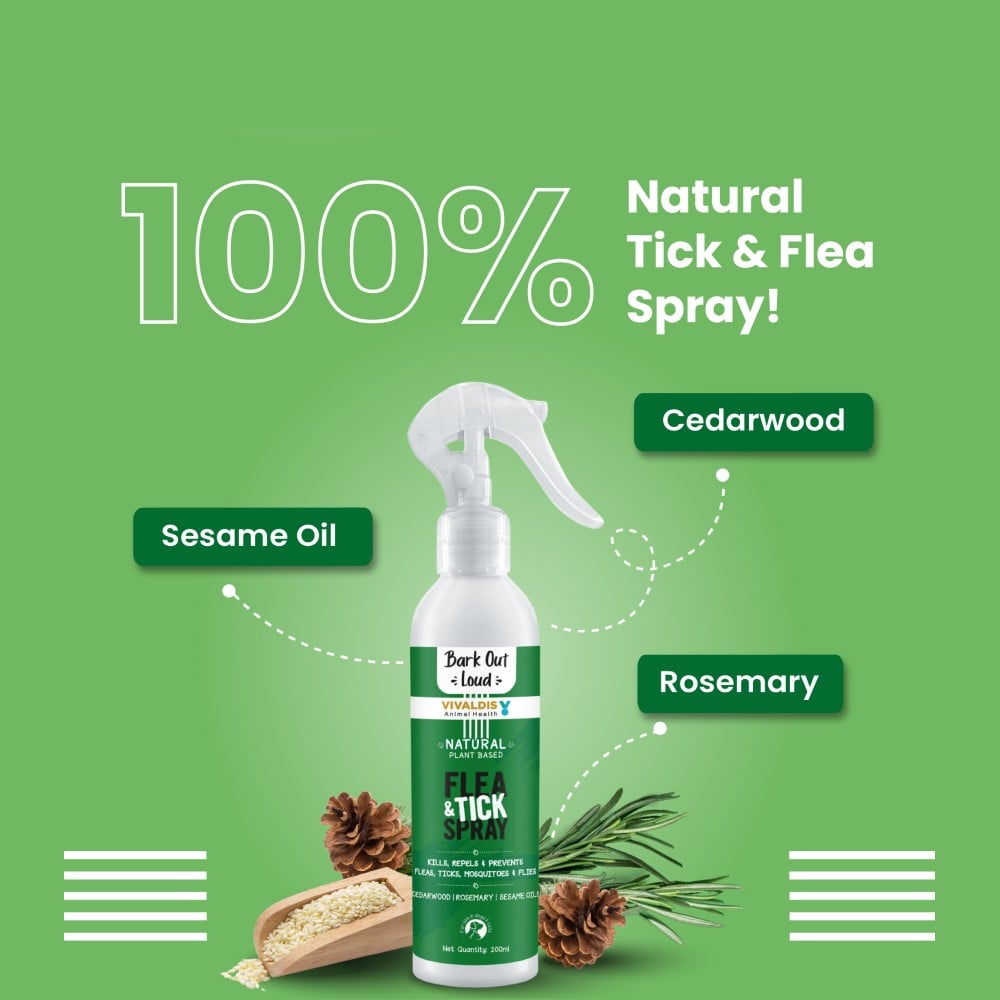 100%
Natural
Tick & Flea
Spray!
Cedarwood
Sesame Oil
Rosemary
Bark Out
Loud
VIVALDIS
Animal Health
NATURAL
PLANT BASED
FLEA
& TICK
SPRAY
KILLS, REPELS & PREVENTS
FLEAS, TICKS, MOSQUITOES & FLIES
CEDARWOOD | ROSEMARY | SESAME OIL
Net Quantity: 200ml